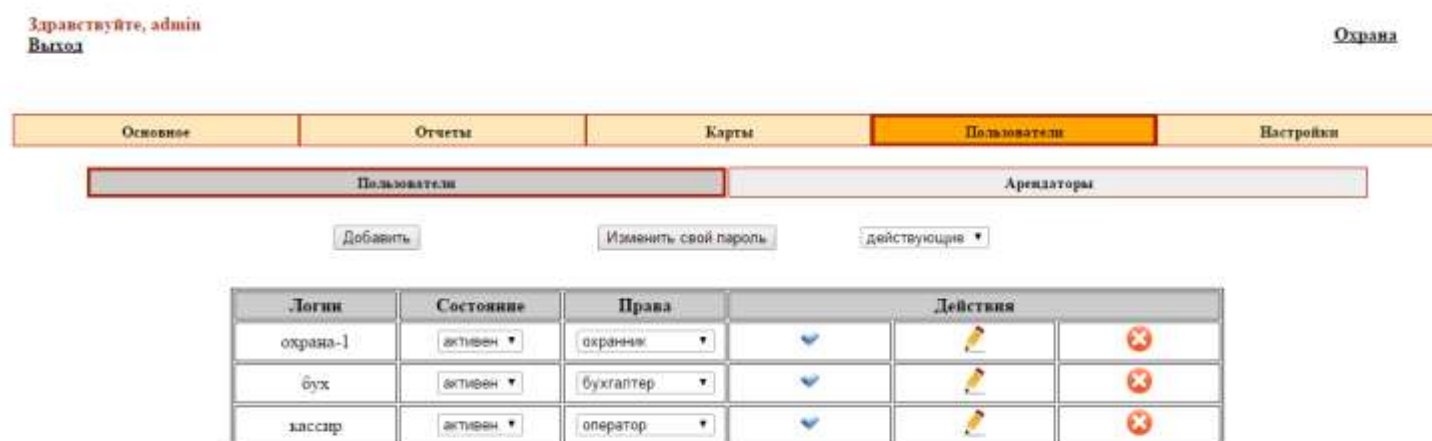 Здравствуйте, admin
Выход
Охрана
Основное Отчеты Карты Пользователи Настройки
Пользователи Арендаторы
Добавить Изменить свой пароль действующие
Логин Состояние Права Действия
охрана-1 активен охранник
бух активен бухгалтер
кассир активен оператор